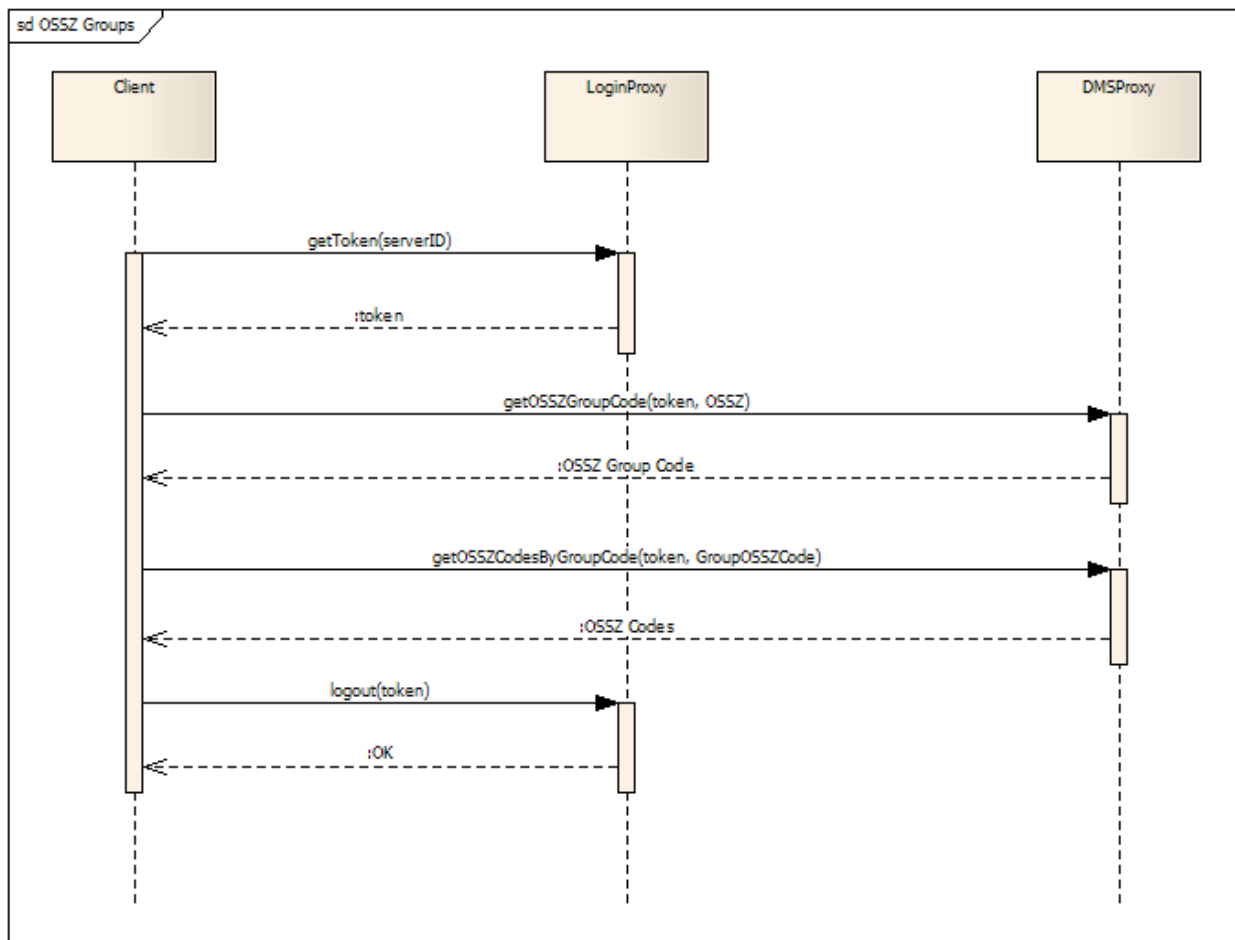 sd OSSZ Groups
Client
LoginProxy
DMSProxy
getToken(serverID)
:token
getOSSZGroupCode(token, OSSZ)
:OSSZ Group Code
getOSSZCodesByGroupCode(token, GroupOSSZCode)
:OSSZ Codes
logout(token)
:OK